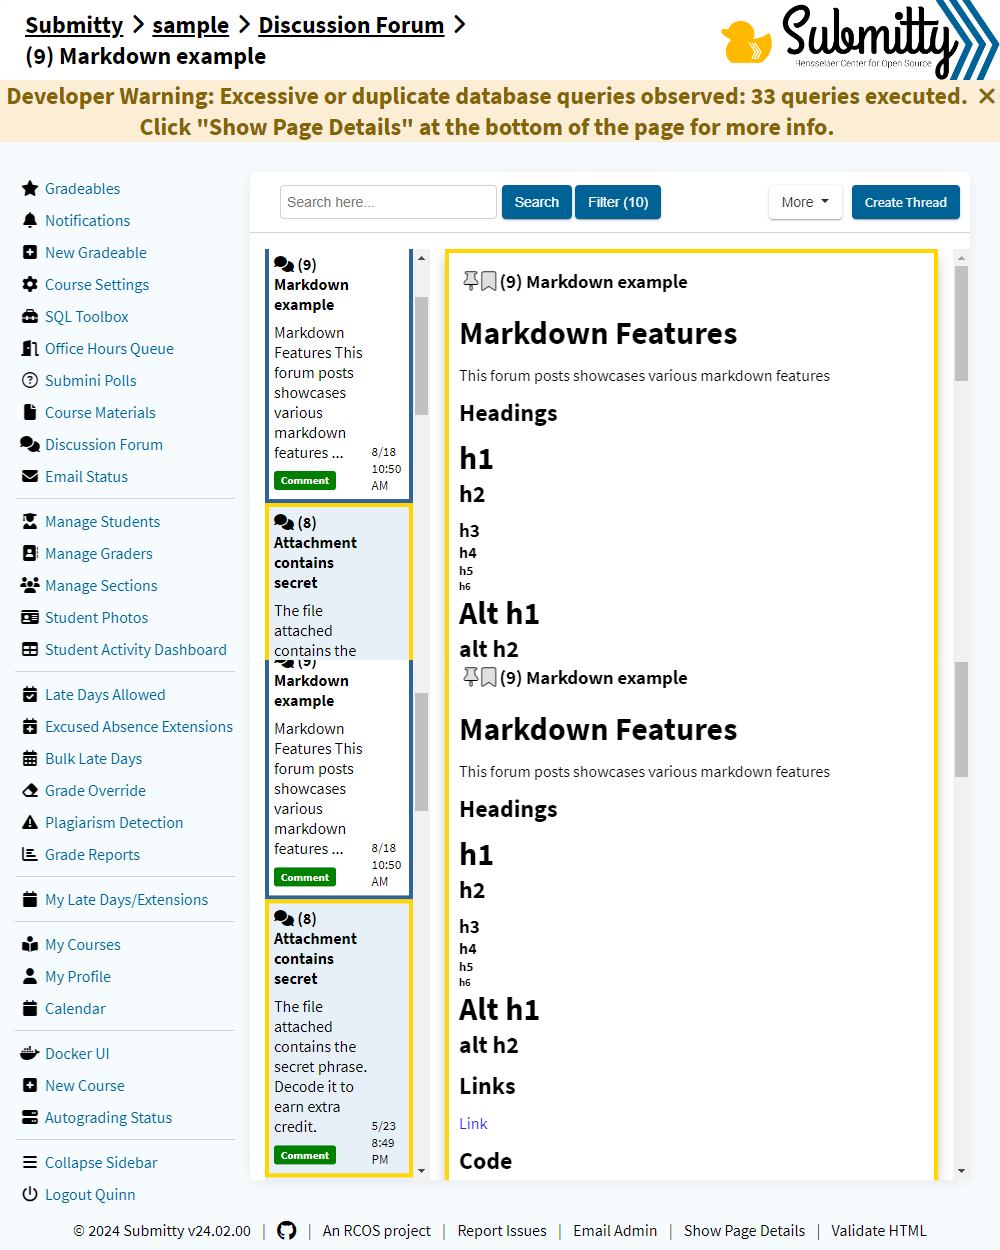 Submitty > sample > Discussion Forum >
(9) Markdown example
Submitty
Rensselaer Center for Open Source
Developer Warning: Excessive or duplicate database queries observed: 33 queries executed.
Click "Show Page Details" at the bottom of the page for more info.
Gradeables
Notifications
New Gradeable
Course Settings
SQL Toolbox
Office Hours Queue
Submini Polls
Course Materials
Discussion Forum
Email Status
Manage Students
Manage Graders
Manage Sections
Student Photos
Student Activity Dashboard
Late Days Allowed
Excused Absence Extensions
Bulk Late Days
Grade Override
Plagiarism Detection
Grade Reports
My Late Days/Extensions
My Courses
My Profile
Calendar
Docker UI
New Course
Autograding Status
Collapse Sidebar
Logout Quinn
Search here...
Search
Filter (10)
More
Create Thread
(9)
Markdown
example
Markdown
Features This
forum posts
showcases
various
markdown
features ...
8/18
10:50
AM
Comment
(8)
Attachment
contains
secret
The file
attached
contains the
(9)
Markdown
example
Markdown
Features This
forum posts
showcases
various
markdown
features ...
8/18
10:50
AM
Comment
(8)
Attachment
contains
secret
The file
attached
contains the
secret phrase.
Decode it to
earn extra
credit.
5/23
8:49
PM
Comment
(9) Markdown example
Markdown Features
This forum posts showcases various markdown features
Headings
h1
h2
h3
h4
h5
h6
Alt h1
alt h2
(9) Markdown example
Markdown Features
This forum posts showcases various markdown features
Headings
h1
h2
h3
h4
h5
h6
Alt h1
alt h2
Links
Link
Code
© 2024 Submitty v24.02.00 | | An RCOS project | Report Issues | Email Admin | Show Page Details | Validate HTML